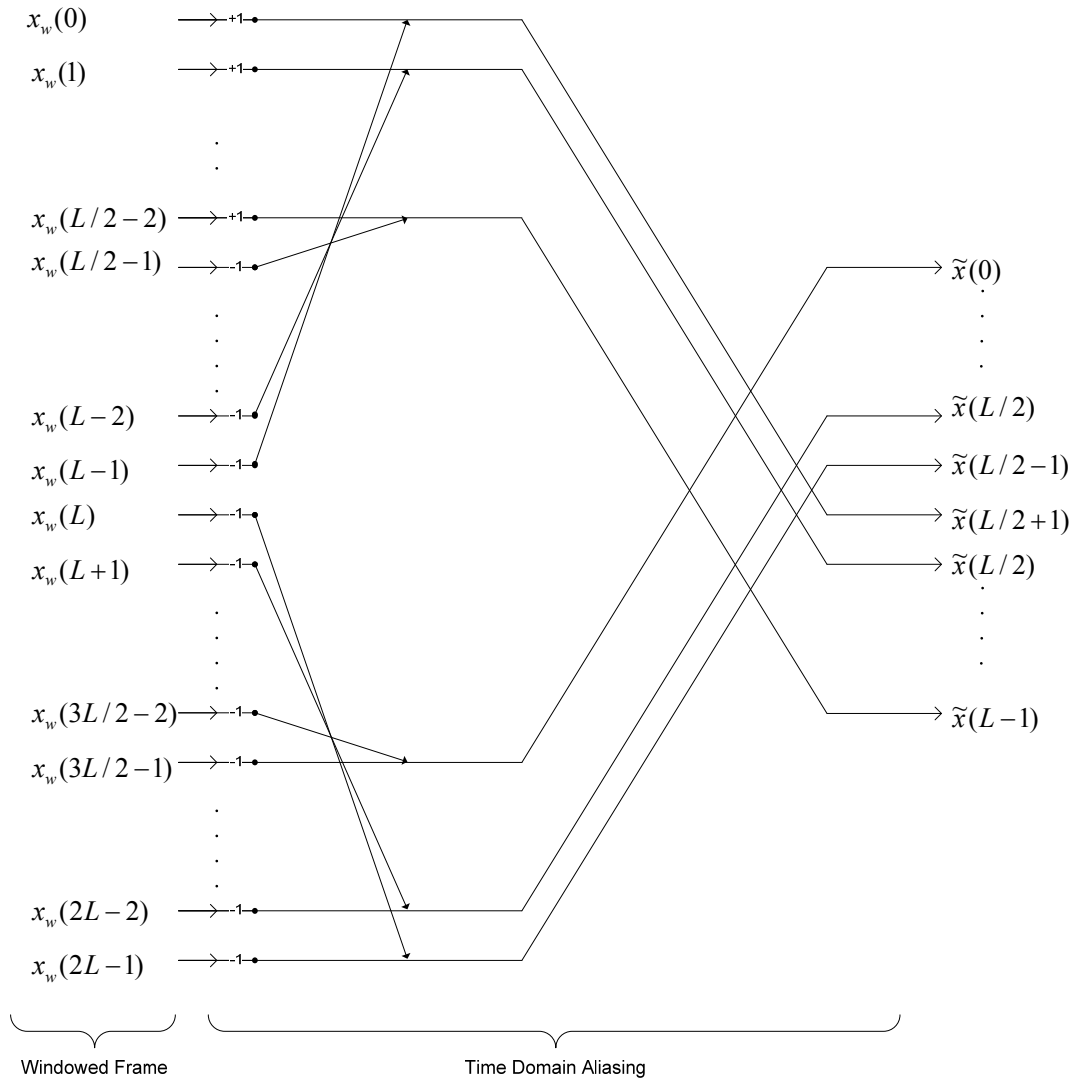 x_w(0) +1
x_w(1) +1
x_w(L/2−2) +1
x_w(L/2−1) -1
x_w(L−2) -1
x_w(L−1) -1
x_w(L) -1
x_w(L+1) -1
x_w(3L/2−2) -1
x_w(3L/2−1) -1
x_w(2L−2) -1
x_w(2L−1) -1
x̃(0)
x̃(L/2)
x̃(L/2−1)
x̃(L/2+1)
x̃(L/2)
x̃(L−1)
Windowed Frame
Time Domain Aliasing